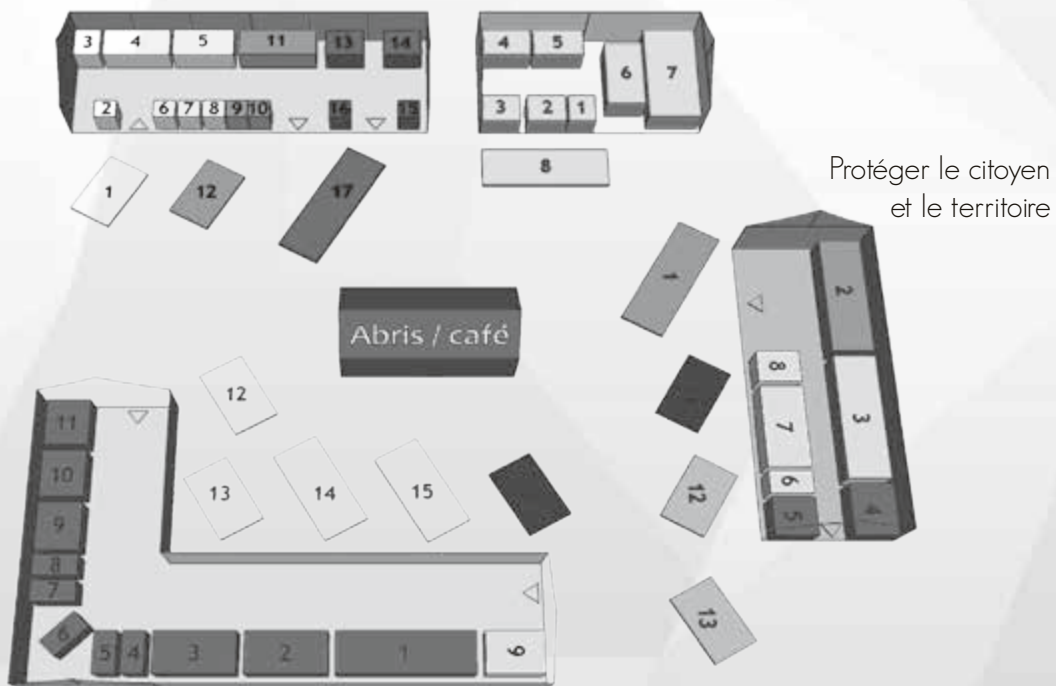 3 4 5 11 13 14
2 6 7 8 9 10 16 15
1 12 17
4 5 6 7
3 2 1
8
Protéger le citoyen
et le territoire
1
2
8 3
7
6
5 4
12
13
Abris / café
12
13 14 15
11
10
9
8
7
6
5 4 3 2 1 9